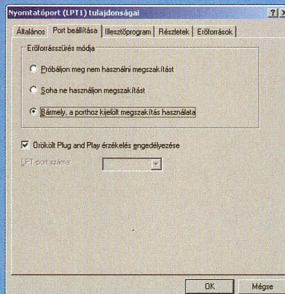 Nyomtatóport (LPT1) tulajdonságai
Általános Port beállítása Illesztőprogram Részletek Erőforrások
Erőforrásszűrés módja
Próbáljon meg nem használni megszakítást
Soha ne használjon megszakítást
Bármely, a porthoz kijelölt megszakítás használata
Örökölt Plug and Play érzékelés engedélyezése
LPT-port száma:
OK Mégse